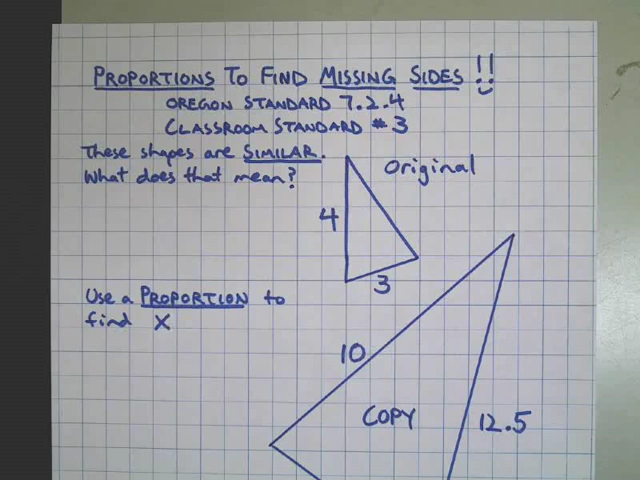 PROPORTIONS TO FIND MISSING SIDES !!
OREGON STANDARD 7.2.4
CLASSROOM STANDARD #3
These shapes are SIMILAR.
What does that mean?
Original
4
3
Use a PROPORTION to
find X
10
COPY
12.5